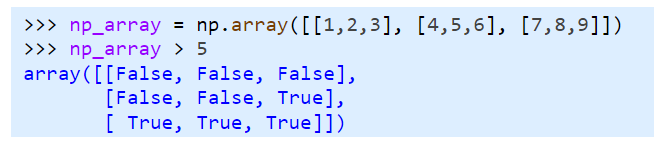 >>> np_array = np.array([[1,2,3], [4,5,6], [7,8,9]])
>>> np_array > 5
array([[False, False, False],
       [False, False, True],
       [ True, True, True]])